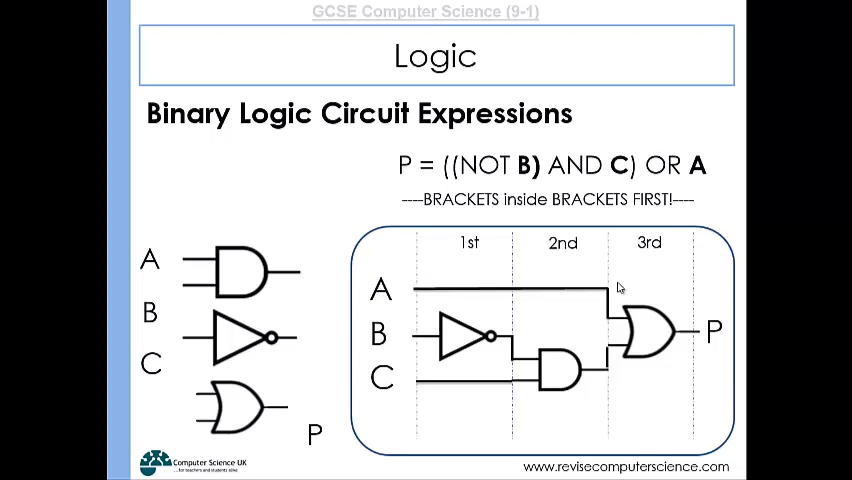 GCSE Computer Science (9-1)
Logic
Binary Logic Circuit Expressions
P = ((NOT B) AND C) OR A
----BRACKETS inside BRACKETS FIRST!----
A
B
C
P
1st 2nd 3rd
A
B
C
P
Computer Science UK
...for teachers and students alike
www.revisecomputerscience.com